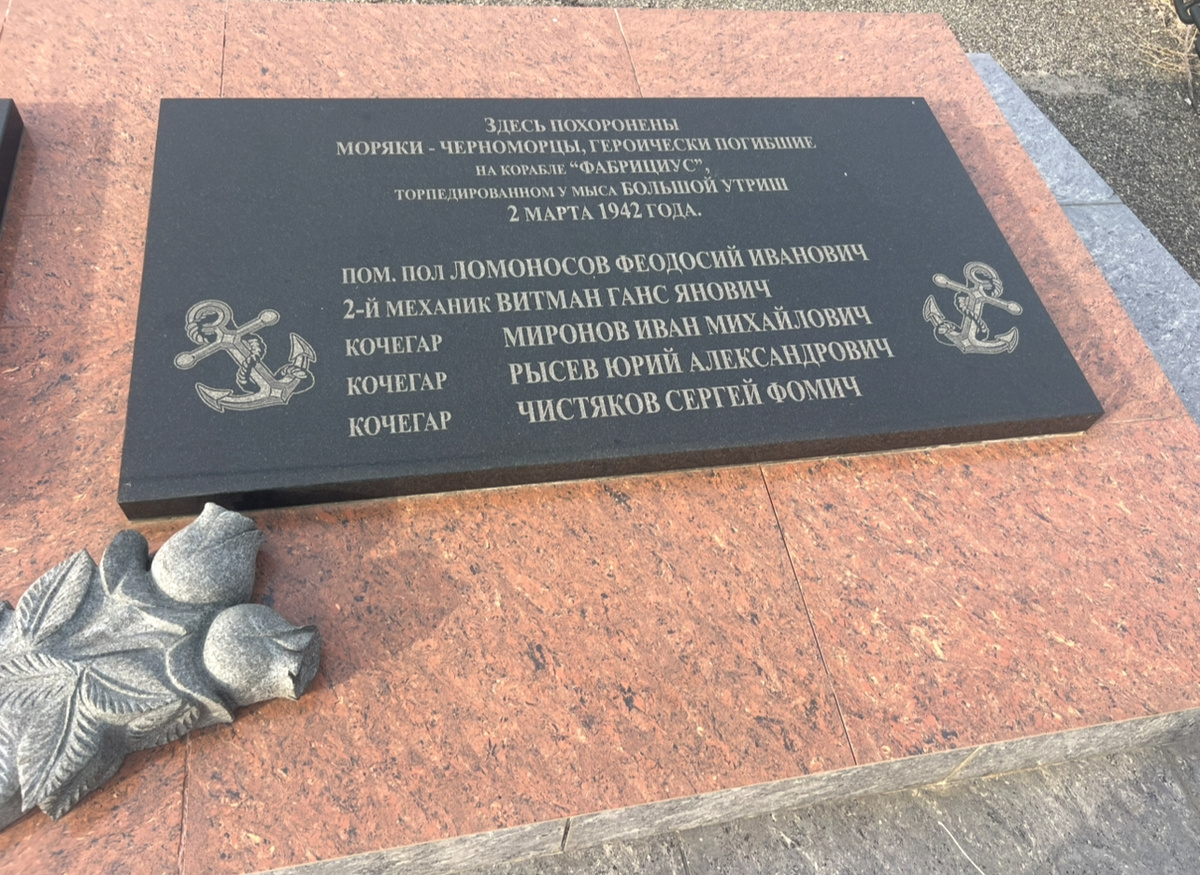 Здесь похоронены
моряки - черноморцы, героически погибшие
на корабле “ФАБРИЦИУС”,
торпедированном у мыса БОЛЬШОЙ УТРИШ
2 марта 1942 года.
ПОМ. ПОЛ ЛОМОНОСОВ ФЕОДОСИЙ ИВАНОВИЧ
2-Й МЕХАНИК ВИТМАН ГАНС ЯНОВИЧ
КОЧЕГАР МИРОНОВ ИВАН МИХАЙЛОВИЧ
КОЧЕГАР РЫСЕВ ЮРИЙ АЛЕКСАНДРОВИЧ
КОЧЕГАР ЧИСТЯКОВ СЕРГЕЙ ФОМИЧ